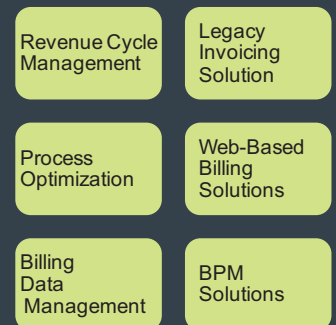 Revenue Cycle
Management
Legacy
Invoicing
Solution
Process
Optimization
Web-Based
Billing
Solutions
Billing
Data
Management
BPM
Solutions